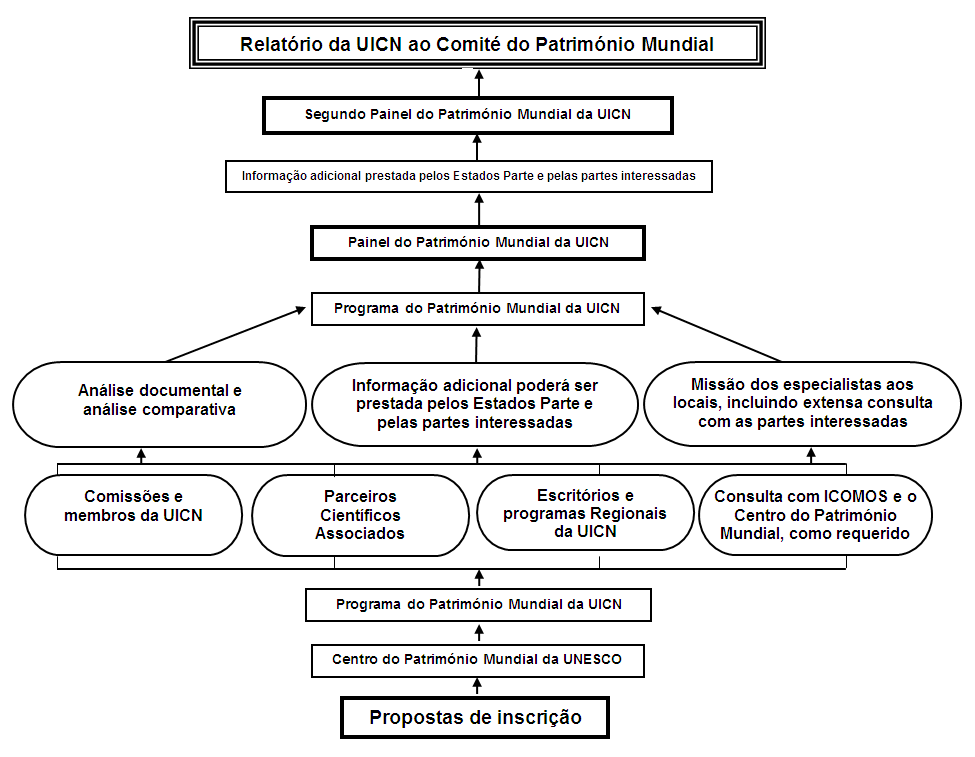 Relatório da UICN ao Comité do Património Mundial
Segundo Painel do Património Mundial da UICN
Informação adicional prestada pelos Estados Parte e pelas partes interessadas
Painel do Património Mundial da UICN
Programa do Património Mundial da UICN
Análise documental e
análise comparativa
Informação adicional poderá ser
prestada pelos Estados Parte e
pelas partes interessadas
Missão dos especialistas aos
locais, incluindo extensa consulta
com as partes interessadas
Comissões e
membros da UICN
Parceiros
Científicos
Associados
Escritórios e
programas Regionais
da UICN
Consulta com ICOMOS e o
Centro do Património
Mundial, como requerido
Programa do Património Mundial da UICN
Centro do Património Mundial da UNESCO
Propostas de inscrição